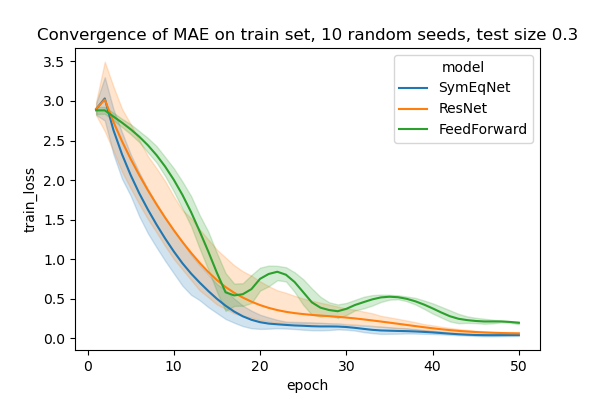 Convergence of MAE on train set, 10 random seeds, test size 0.3
model
SymEqNet
ResNet
FeedForward
train_loss
3.5
3.0
2.5
2.0
1.5
1.0
0.5
0.0
0 10 20 30 40 50
epoch